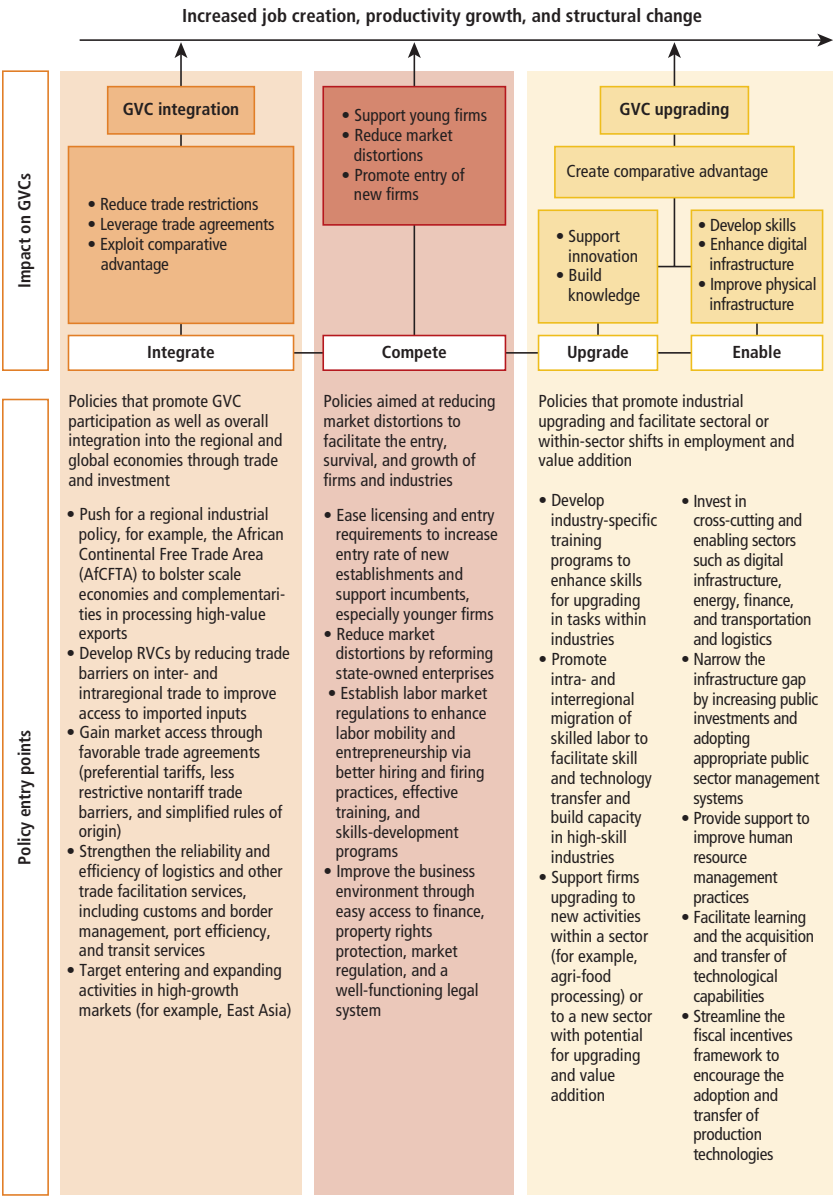 Increased job creation, productivity growth, and structural change
Impact on GVCs
GVC integration
• Reduce trade restrictions
• Leverage trade agreements
• Exploit comparative
advantage
Integrate
• Support young firms
• Reduce market
distortions
• Promote entry of
new firms
Compete
GVC upgrading
Create comparative advantage
• Support
innovation
• Build
knowledge
Upgrade
• Develop skills
• Enhance digital
infrastructure
• Improve physical
infrastructure
Enable
Policy entry points
Policies that promote GVC
participation as well as overall
integration into the regional and
global economies through trade
and investment
• Push for a regional industrial
policy, for example, the African
Continental Free Trade Area
(AfCFTA) to bolster scale
economies and complementari-
ties in processing high-value
exports
• Develop RVCs by reducing trade
barriers on inter- and
intraregional trade to improve
access to imported inputs
• Gain market access through
favorable trade agreements
(preferential tariffs, less
restrictive nontariff trade
barriers, and simplified rules of
origin)
• Strengthen the reliability and
efficiency of logistics and other
trade facilitation services,
including customs and border
management, port efficiency,
and transit services
• Target entering and expanding
activities in high-growth
markets (for example, East Asia)
Policies aimed at reducing
market distortions to
facilitate the entry,
survival, and growth of
firms and industries
• Ease licensing and entry
requirements to increase
entry rate of new
establishments and
support incumbents,
especially younger firms
• Reduce market
distortions by reforming
state-owned enterprises
• Establish labor market
regulations to enhance
labor mobility and
entrepreneurship via
better hiring and firing
practices, effective
training, and
skills-development
programs
• Improve the business
environment through
easy access to finance,
property rights
protection, market
regulation, and a
well-functioning legal
system
Policies that promote industrial
upgrading and facilitate sectoral or
within-sector shifts in employment and
value addition
• Develop
industry-specific
training
programs to
enhance skills
for upgrading
in tasks within
industries
• Promote
intra- and
interregional
migration of
skilled labor to
facilitate skill
and technology
transfer and
build capacity
in high-skill
industries
• Support firms
upgrading to
new activities
within a sector
(for example,
agri-food
processing) or
to a new sector
with potential
for upgrading
and value
addition
• Invest in
cross-cutting and
enabling sectors
such as digital
infrastructure,
energy, finance,
and transportation
and logistics
• Narrow the
infrastructure gap
by increasing public
investments and
adopting
appropriate public
sector management
systems
• Provide support to
improve human
resource
management
practices
• Facilitate learning
and the acquisition
and transfer of
technological
capabilities
• Streamline the
fiscal incentives
framework to
encourage the
adoption and
transfer of
production
technologies